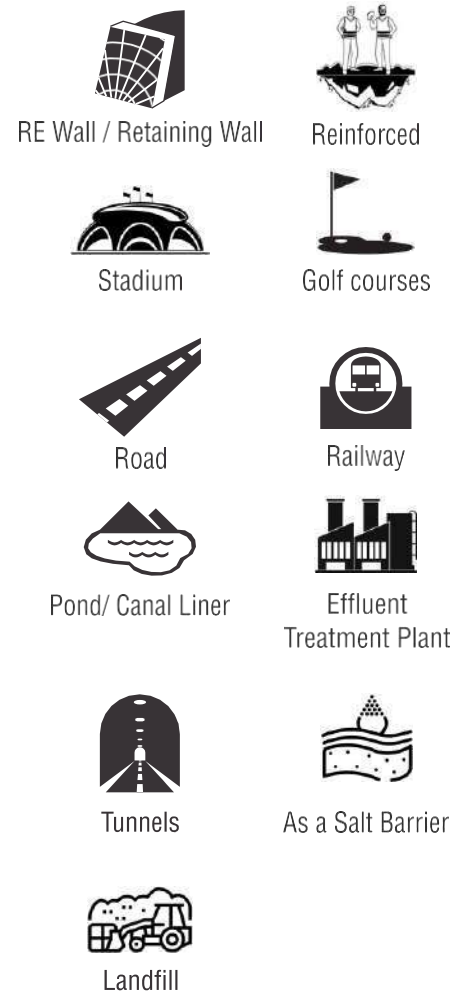 RE Wall / Retaining Wall
Reinforced
Stadium
Golf courses
Road
Railway
Pond/ Canal Liner
Effluent
Treatment Plant
Tunnels
As a Salt Barrier
Landfill